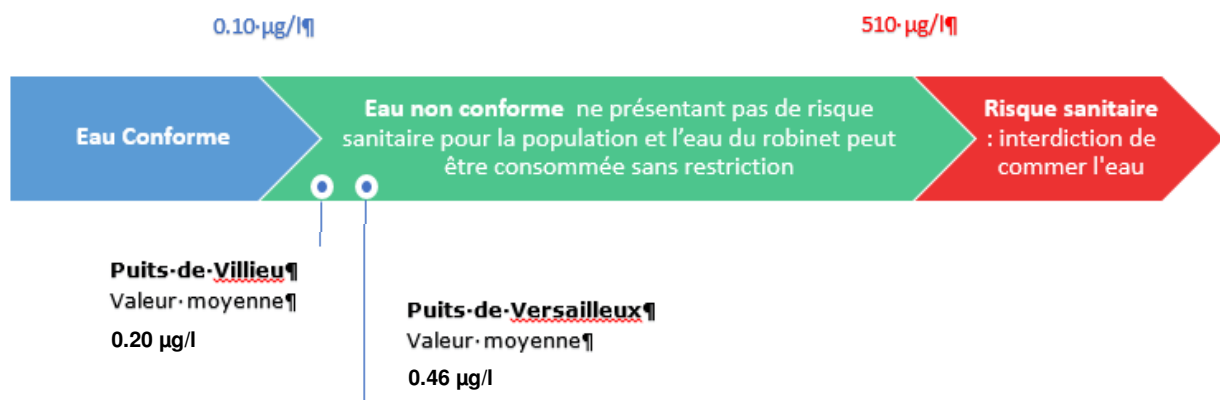 0.10·µg/l¶
510·µg/l¶
Eau Conforme
Eau non conforme ne présentant pas de risque
sanitaire pour la population et l'eau du robinet peut
être consommée sans restriction
Risque sanitaire
: interdiction de
commer l'eau
Puits·de·Villieu¶
Valeur·moyenne¶
0.20 µg/l
Puits·de·Versailleux¶
Valeur·moyenne¶
0.46 µg/l